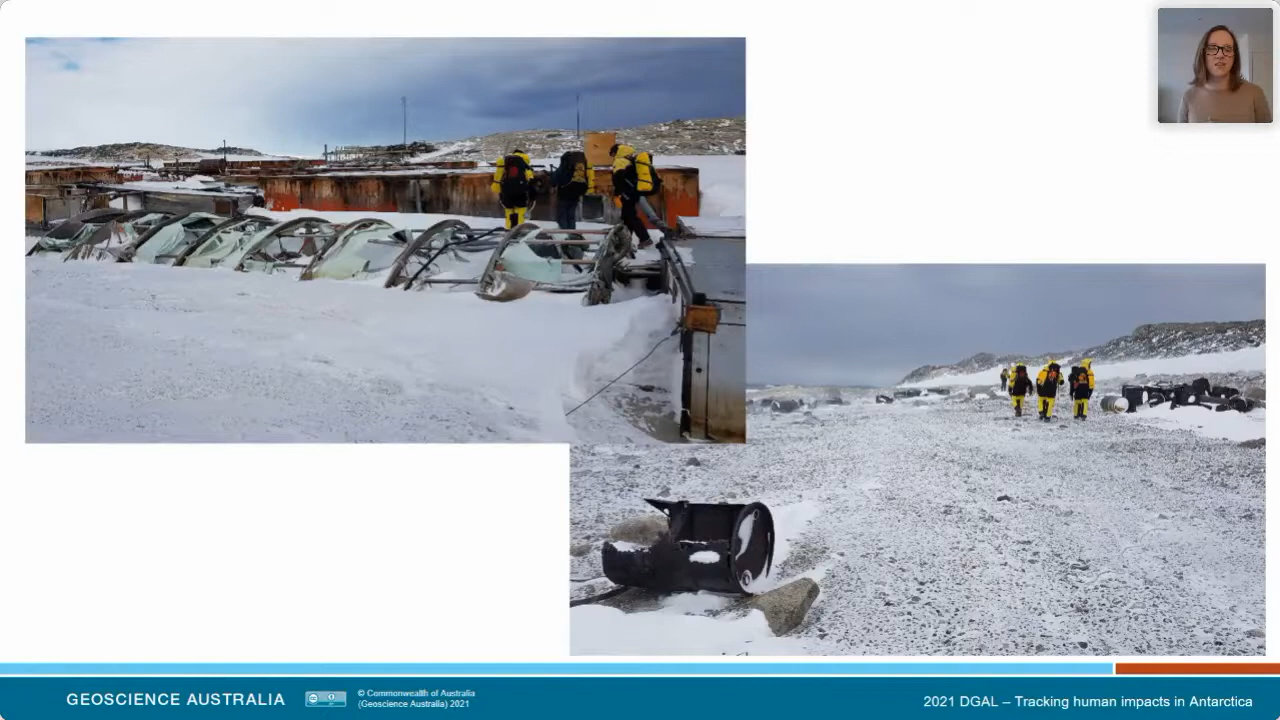 GEOSCIENCE AUSTRALIA
© Commonwealth of Australia
(Geoscience Australia) 2021
2021 DGAL – Tracking human impacts in Antarctica